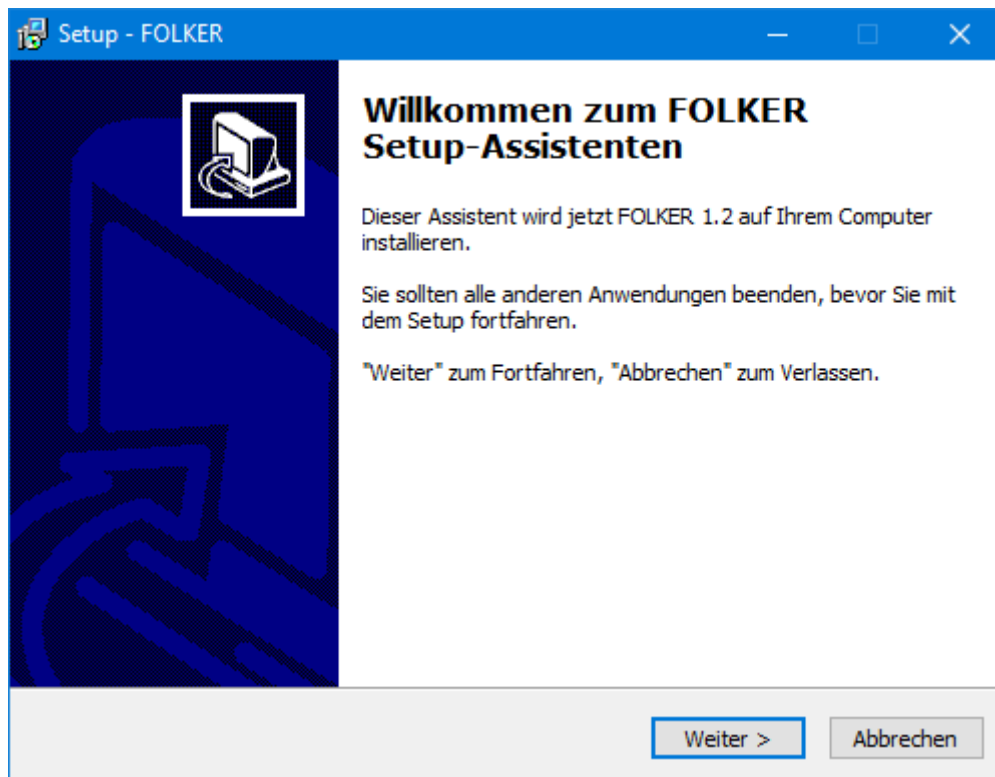 Setup - FOLKER
Willkommen zum FOLKER
Setup-Assistenten
Dieser Assistent wird jetzt FOLKER 1.2 auf Ihrem Computer
installieren.
Sie sollten alle anderen Anwendungen beenden, bevor Sie mit
dem Setup fortfahren.
"Weiter" zum Fortfahren, "Abbrechen" zum Verlassen.
Weiter >
Abbrechen